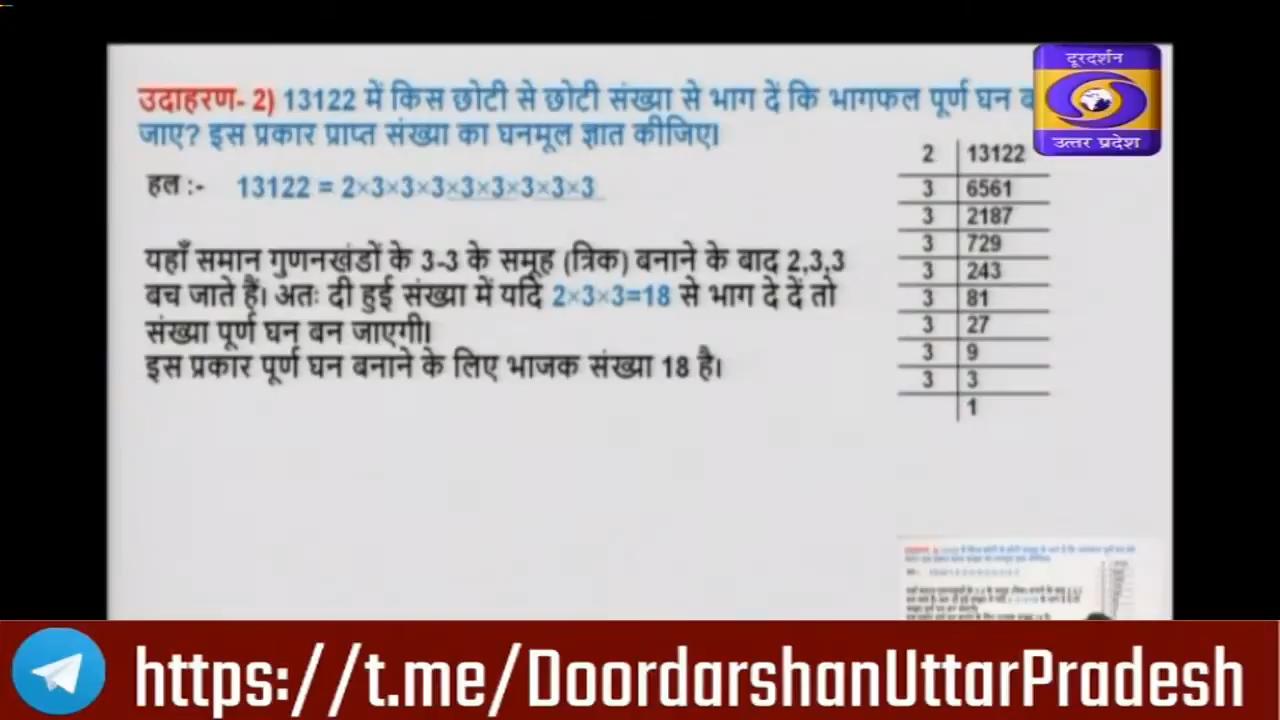 उदाहरण- 2) 13122 में किस छोटी से छोटी संख्या से भाग दें कि भागफल पूर्ण घन
जाए? इस प्रकार प्राप्त संख्या का घनमूल ज्ञात कीजिए।
हल :- 13122 = 2×3×3×3×3×3×3×3×3
यहाँ समान गुणनखंडों के 3-3 के समूह (त्रिक) बनाने के बाद 2,3,3
बच जाते हैं। अतः दी हुई संख्या में यदि 2×3×3=18 से भाग दे दें तो
संख्या पूर्ण घन बन जाएगी।
इस प्रकार पूर्ण घन बनाने के लिए भाजक संख्या 18 है।
2 13122
3 6561
3 2187
3 729
3 243
3 81
3 27
3 9
3 3
1
दूरदर्शन
उत्तर प्रदेश
https://t.me/DoordarshanUttarPradesh